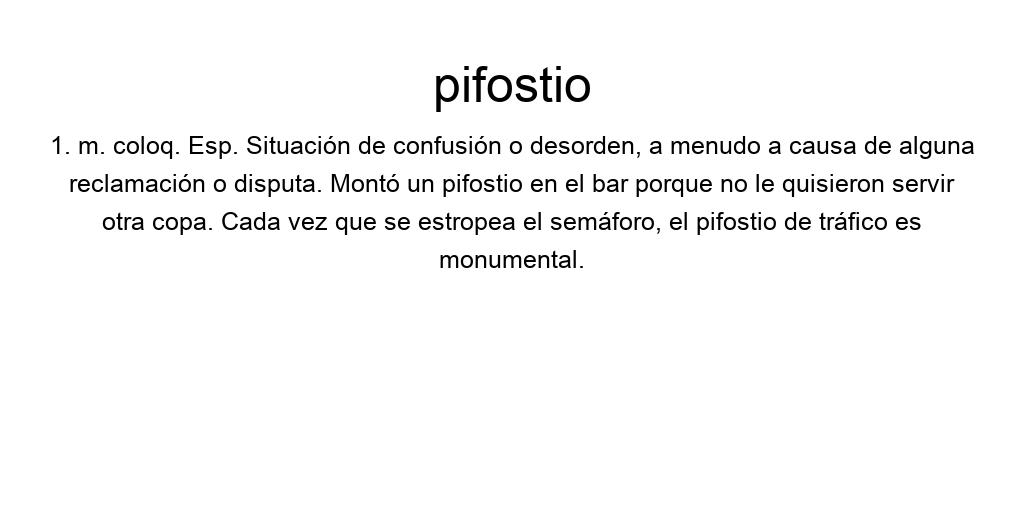 pifostio
1. m. coloq. Esp. Situación de confusión o desorden, a menudo a causa de alguna
reclamación o disputa. Montó un pifostio en el bar porque no le quisieron servir
otra copa. Cada vez que se estropea el semáforo, el pifostio de tráfico es
monumental.